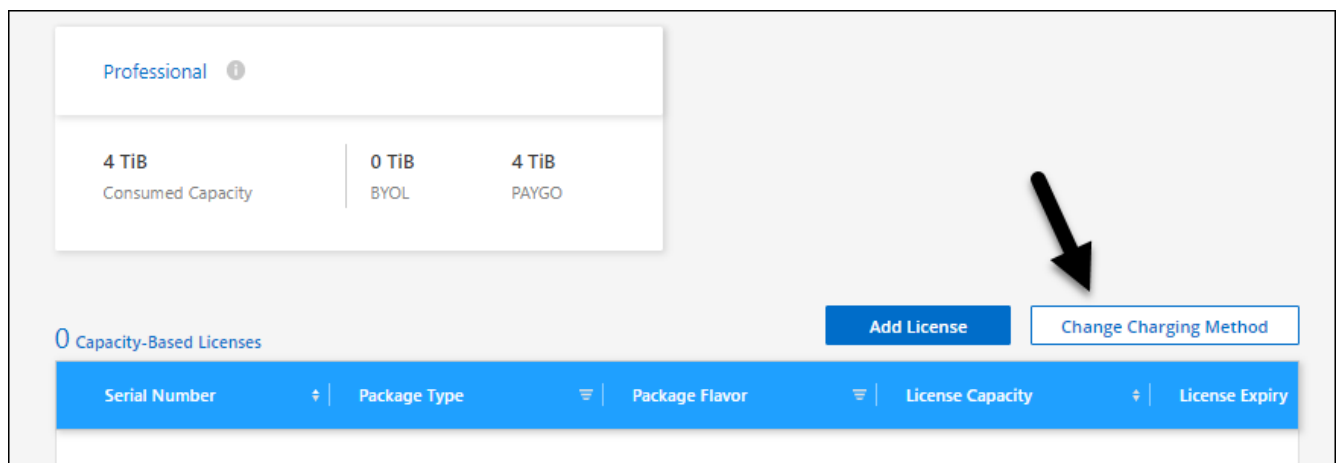 Professional
4 TiB 0 TiB 4 TiB
Consumed Capacity BYOL PAYGO
Add License Change Charging Method
0 Capacity-Based Licenses
Serial Number Package Type Package Flavor License Capacity License Expiry